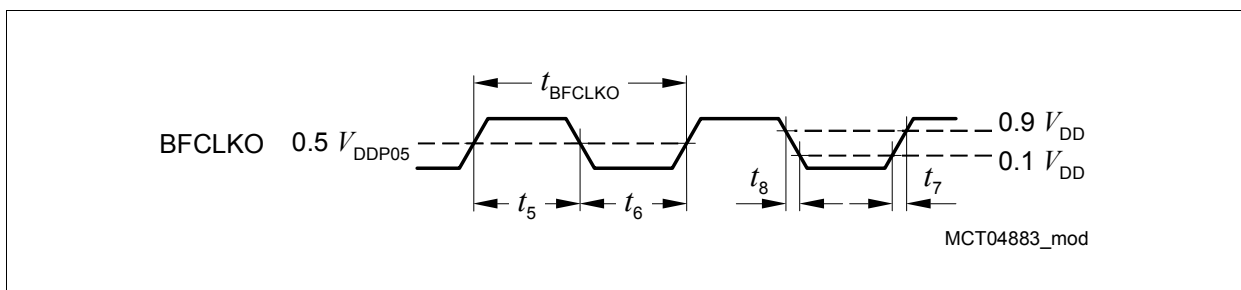 tBFCLKO
BFCLKO 0.5 VDDP05
0.9 VDD
0.1 VDD
t5 t6 t8 t7
MCT04883_mod